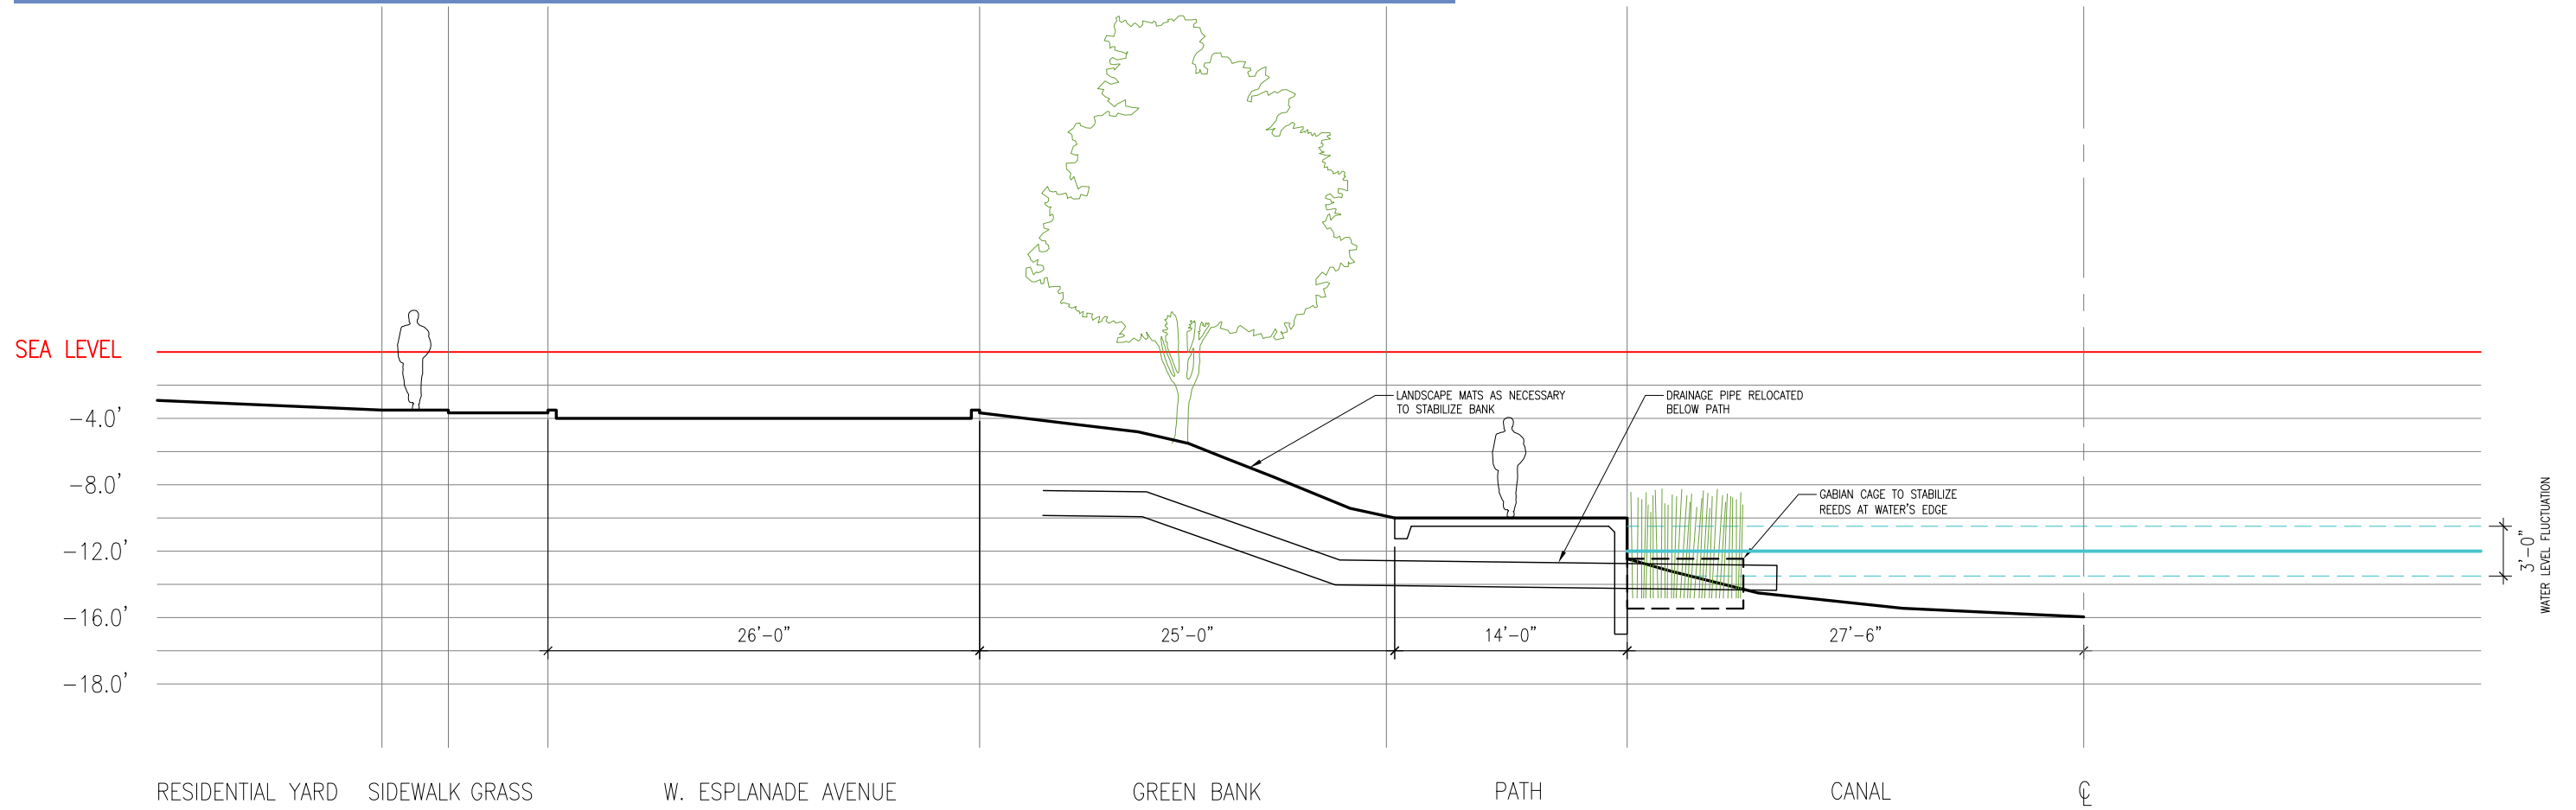 SEA LEVEL
-4.0'
LANDSCAPE MATS AS NECESSARY
TO STABILIZE BANK
DRAINAGE PIPE RELOCATED
BELOW PATH
-8.0'
GABIAN CAGE TO STABILIZE
REEDS AT WATER'S EDGE
-12.0'
3'-0"
WATER LEVEL FLUCTUATION
-16.0'
26'-0"
25'-0"
14'-0"
27'-6"
-18.0'
RESIDENTIAL YARD
SIDEWALK
GRASS
W. ESPLANADE AVENUE
GREEN BANK
PATH
CANAL
℄